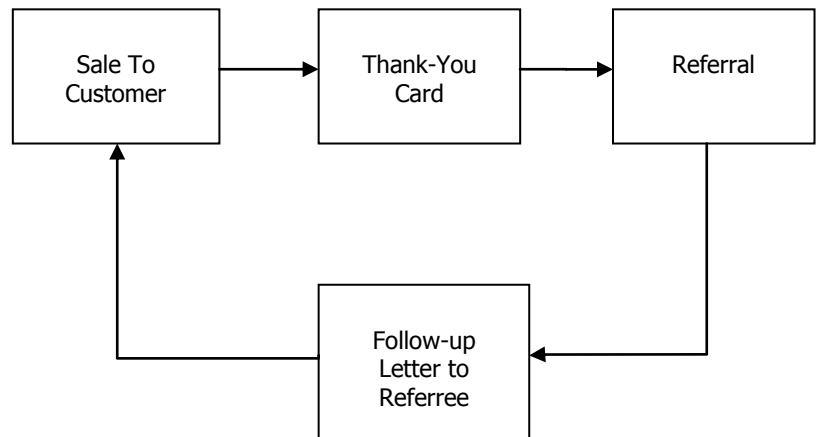 Sale To
Customer
Thank-You
Card
Referral
Follow-up
Letter to
Referree